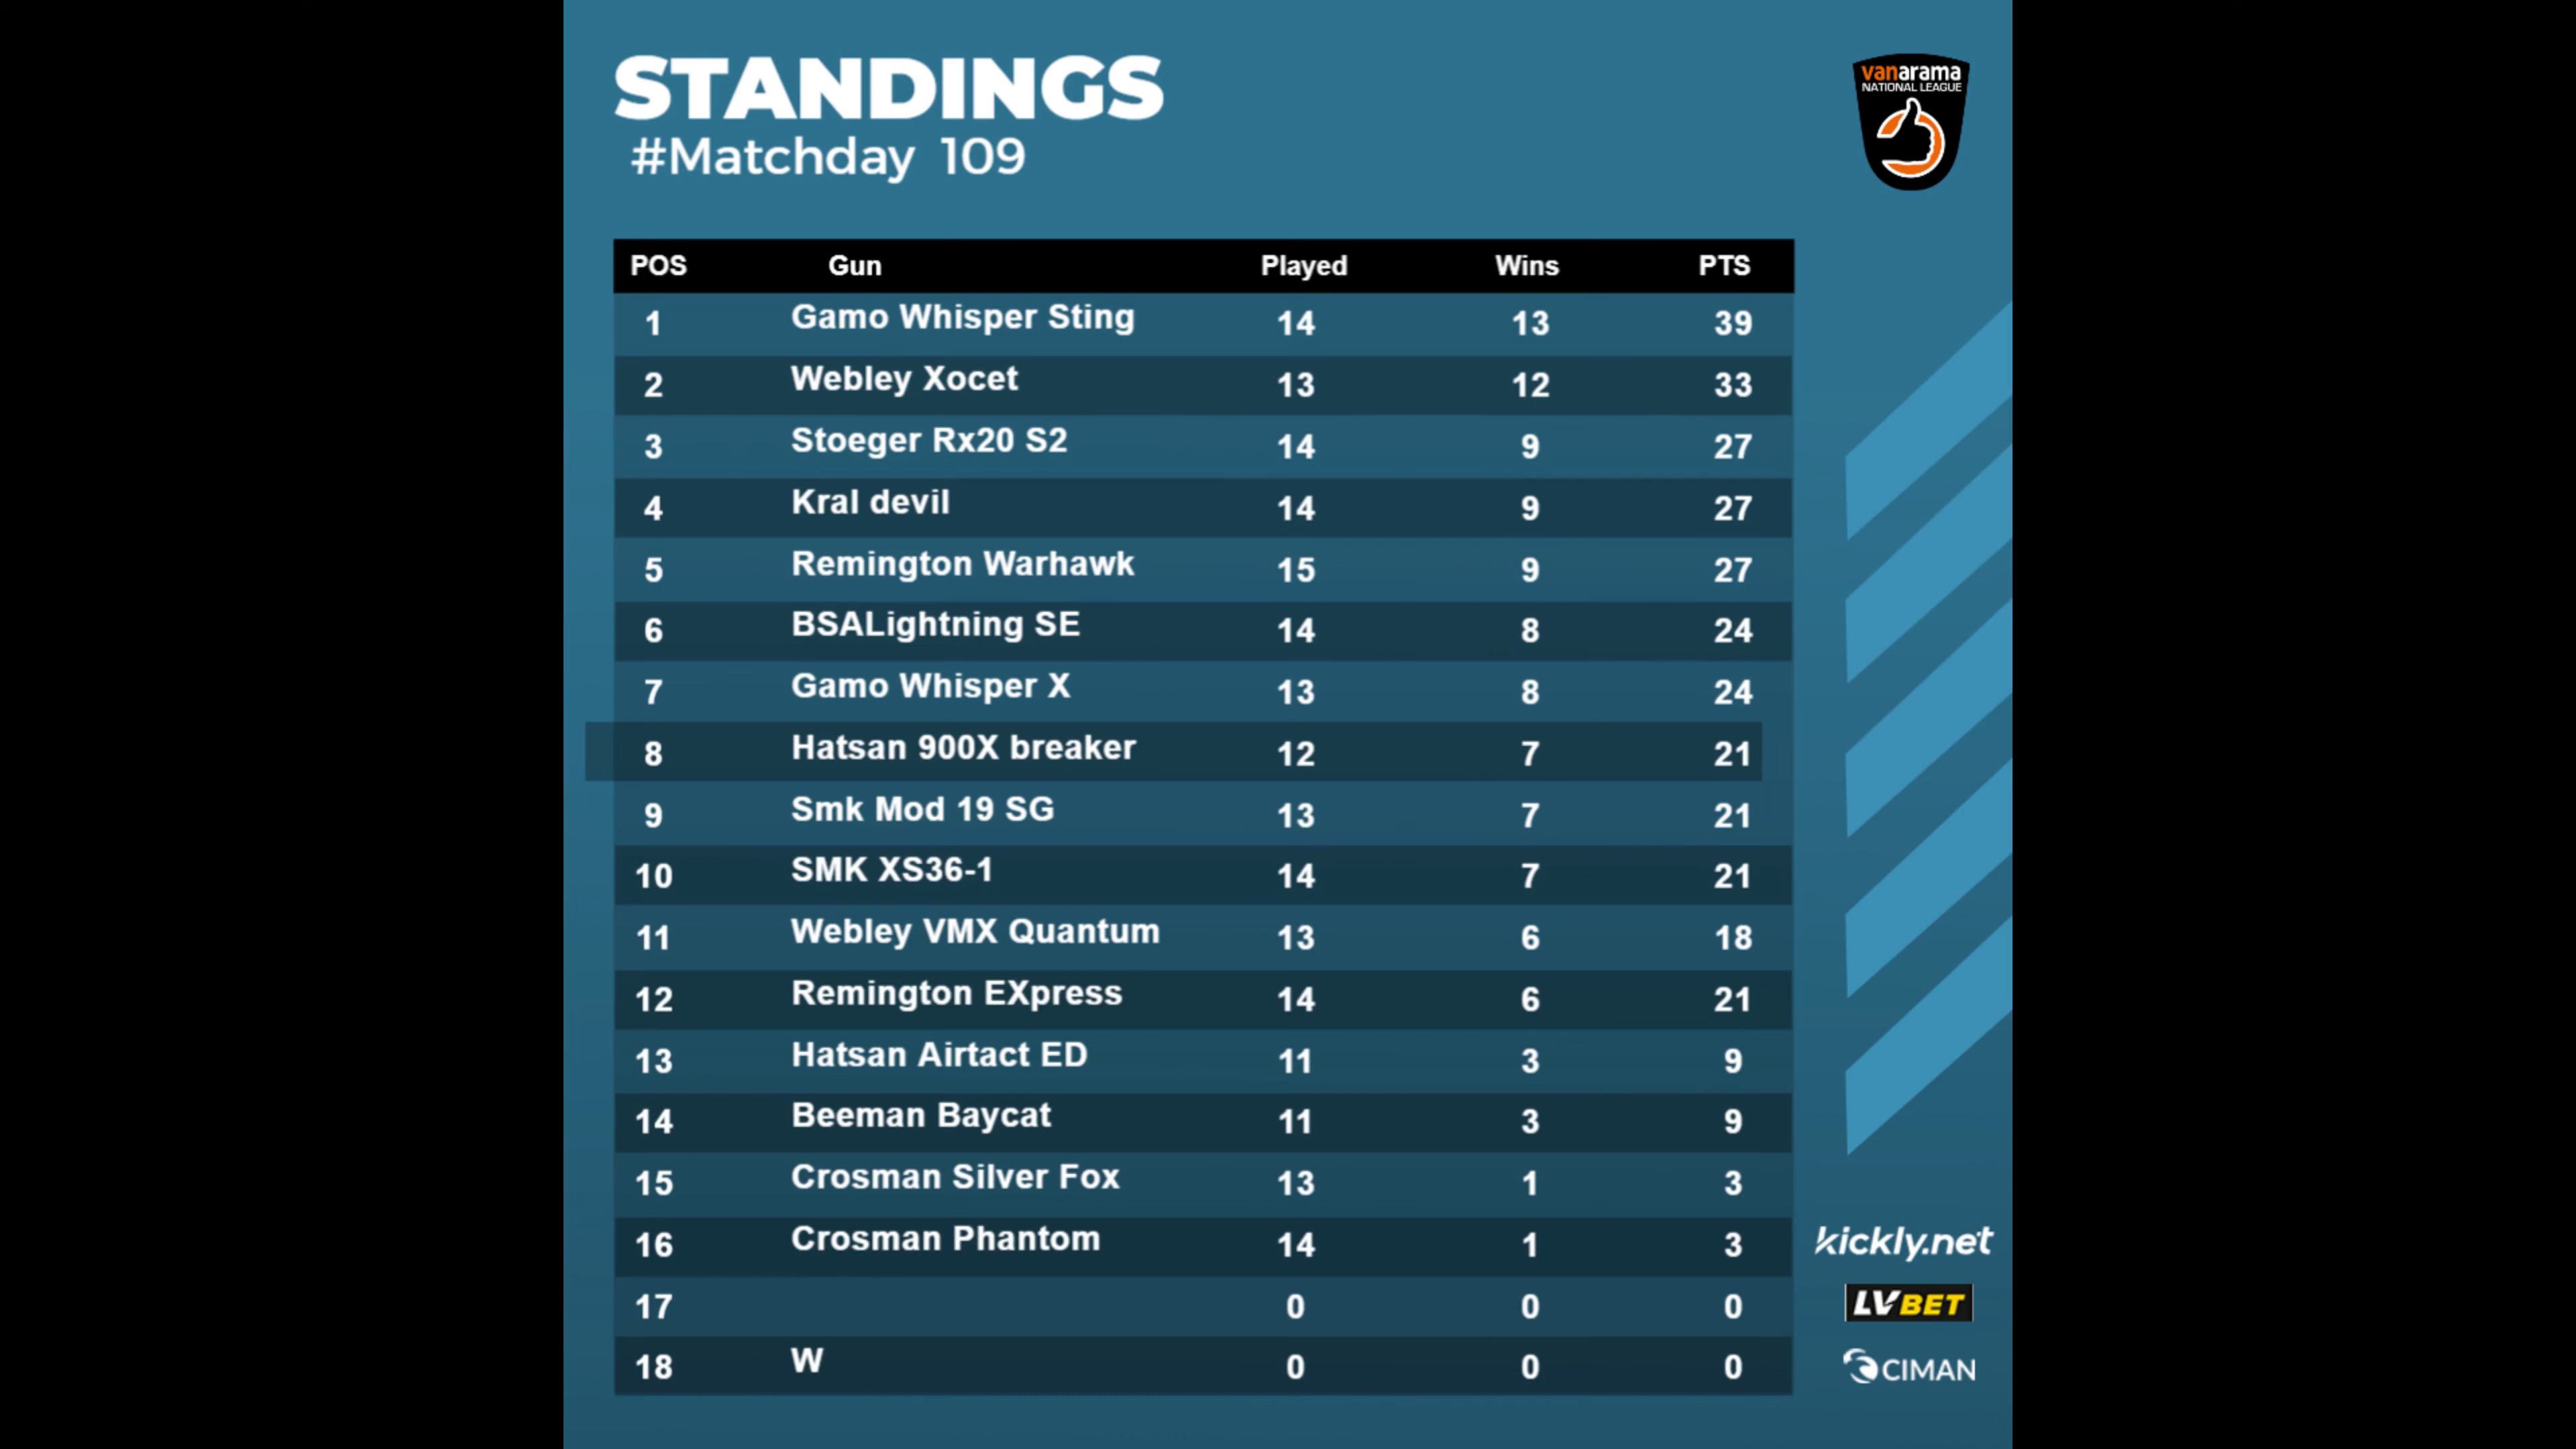 STANDINGS
#Matchday 109
vanarama
NATIONAL LEAGUE
POS Gun Played Wins PTS
1 Gamo Whisper Sting 14 13 39
2 Webley Xocet 13 12 33
3 Stoeger Rx20 S2 14 9 27
4 Kral devil 14 9 27
5 Remington Warhawk 15 9 27
6 BSALightning SE 14 8 24
7 Gamo Whisper X 13 8 24
8 Hatsan 900X breaker 12 7 21
9 Smk Mod 19 SG 13 7 21
10 SMK XS36-1 14 7 21
11 Webley VMX Quantum 13 6 18
12 Remington EXpress 14 6 21
13 Hatsan Airtact ED 11 3 9
14 Beeman Baycat 11 3 9
15 Crosman Silver Fox 13 1 3
16 Crosman Phantom 14 1 3
17 0 0 0
18 W 0 0 0
kickly.net
LVBET
CIMAN